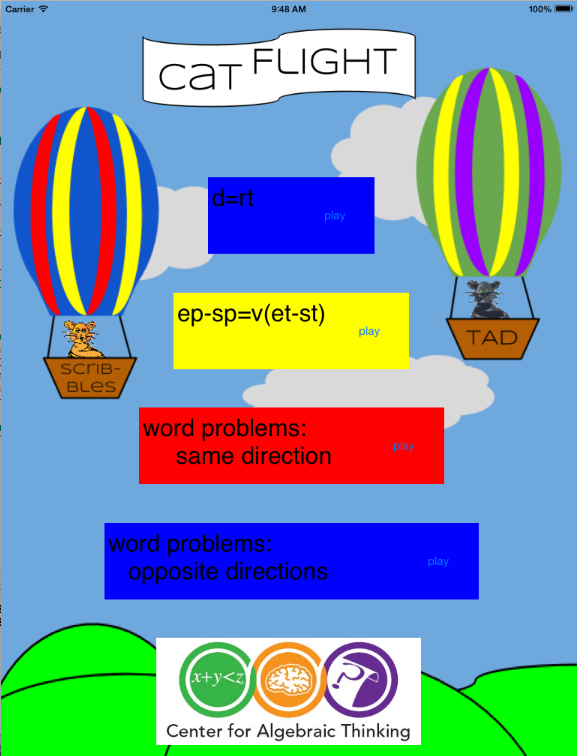 Carrier 9:48 AM 100%
Cat FLIGHT
d=rt
play
ep-sp=v(et-st)
play
SCRIB-
BLES
TAD
word problems:
same direction
play
word problems:
opposite directions
play
x+y<z
?
Center for Algebraic Thinking